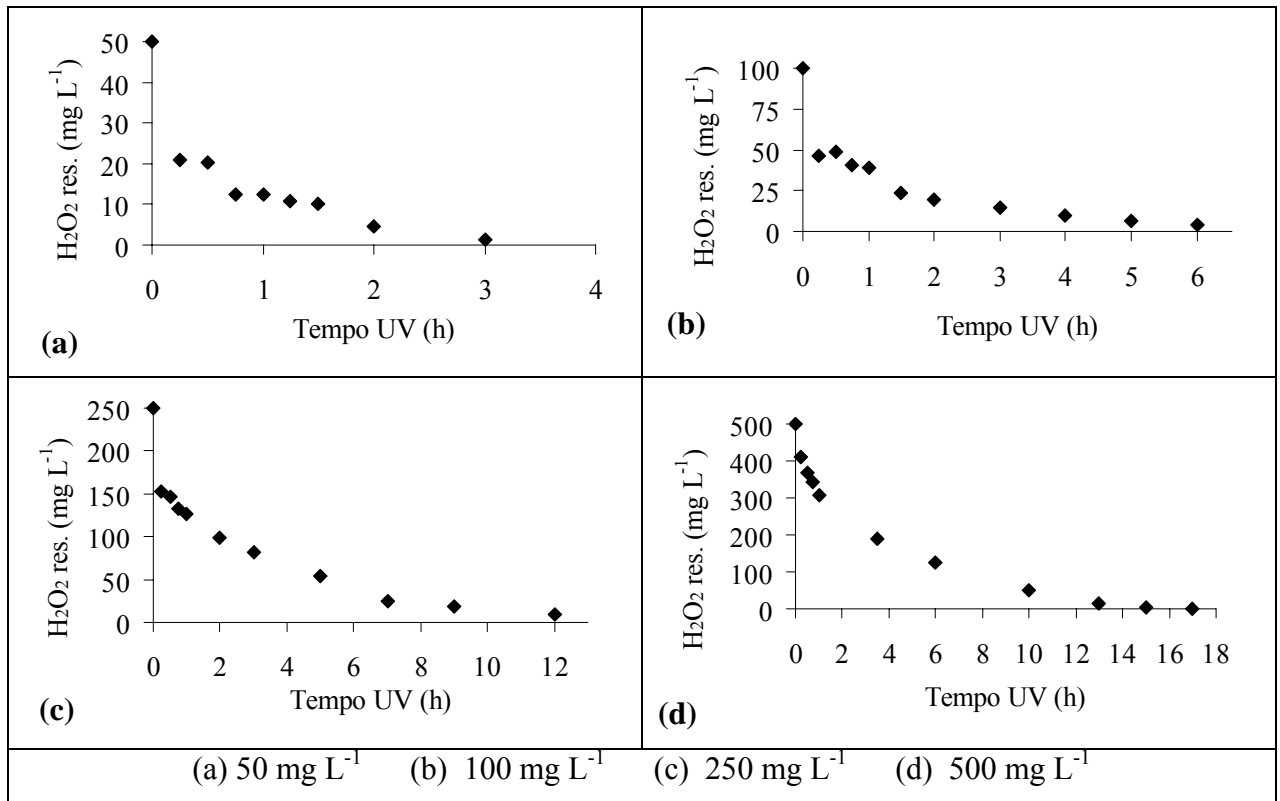 50
40
30
20
10
0
H₂O₂ res. (mg L⁻¹)
0 1 2 3 4
Tempo UV (h)
(a)
100
75
50
25
0
H₂O₂ res. (mg L⁻¹)
0 1 2 3 4 5 6
Tempo UV (h)
(b)
250
200
150
100
50
0
H₂O₂ res. (mg L⁻¹)
0 2 4 6 8 10 12
Tempo UV (h)
(c)
500
400
300
200
100
0
H₂O₂ res. (mg L⁻¹)
0 2 4 6 8 10 12 14 16 18
Tempo UV (h)
(d)
(a) 50 mg L⁻¹ (b) 100 mg L⁻¹ (c) 250 mg L⁻¹ (d) 500 mg L⁻¹